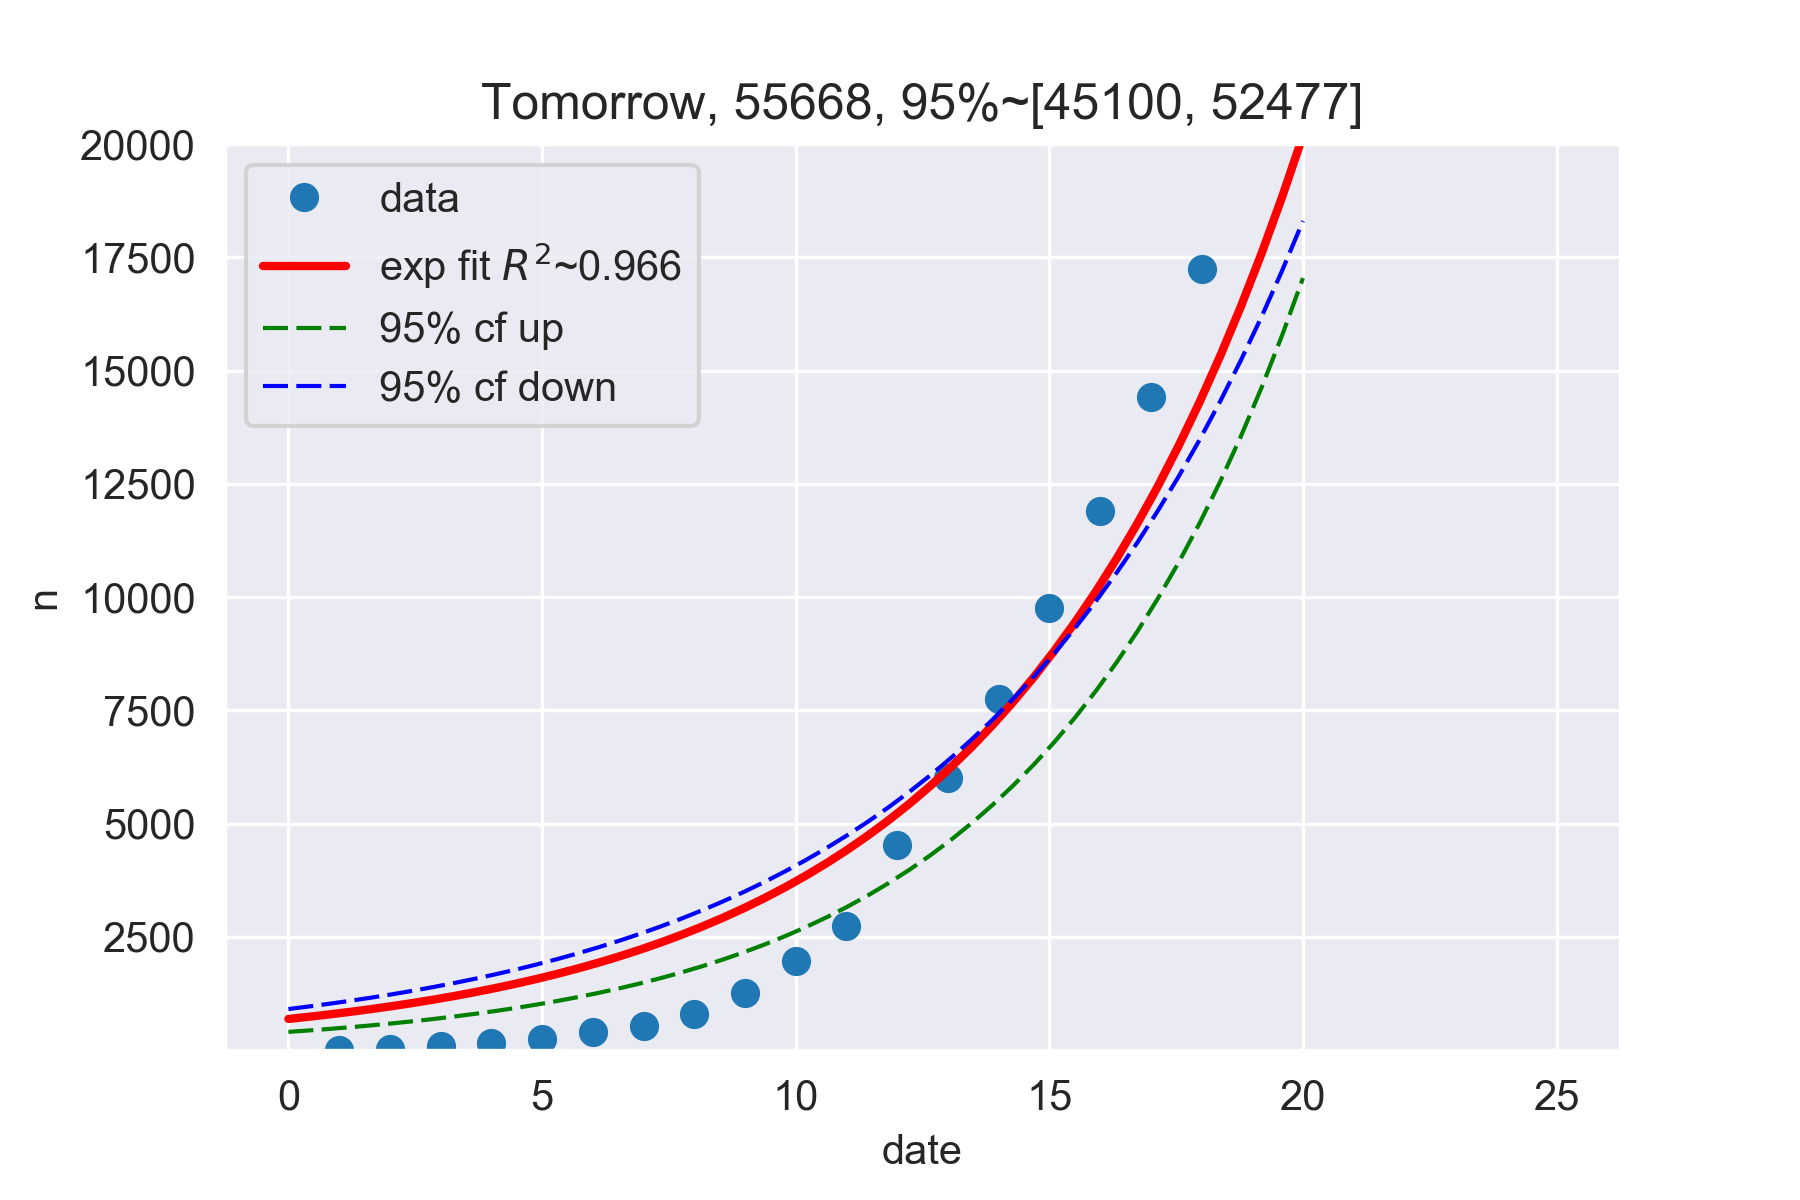 Tomorrow, 55668, 95%~[45100, 52477]
20000
17500
15000
12500
10000
7500
5000
2500
n
data
exp fit R²~0.966
95% cf up
95% cf down
0 5 10 15 20 25
date